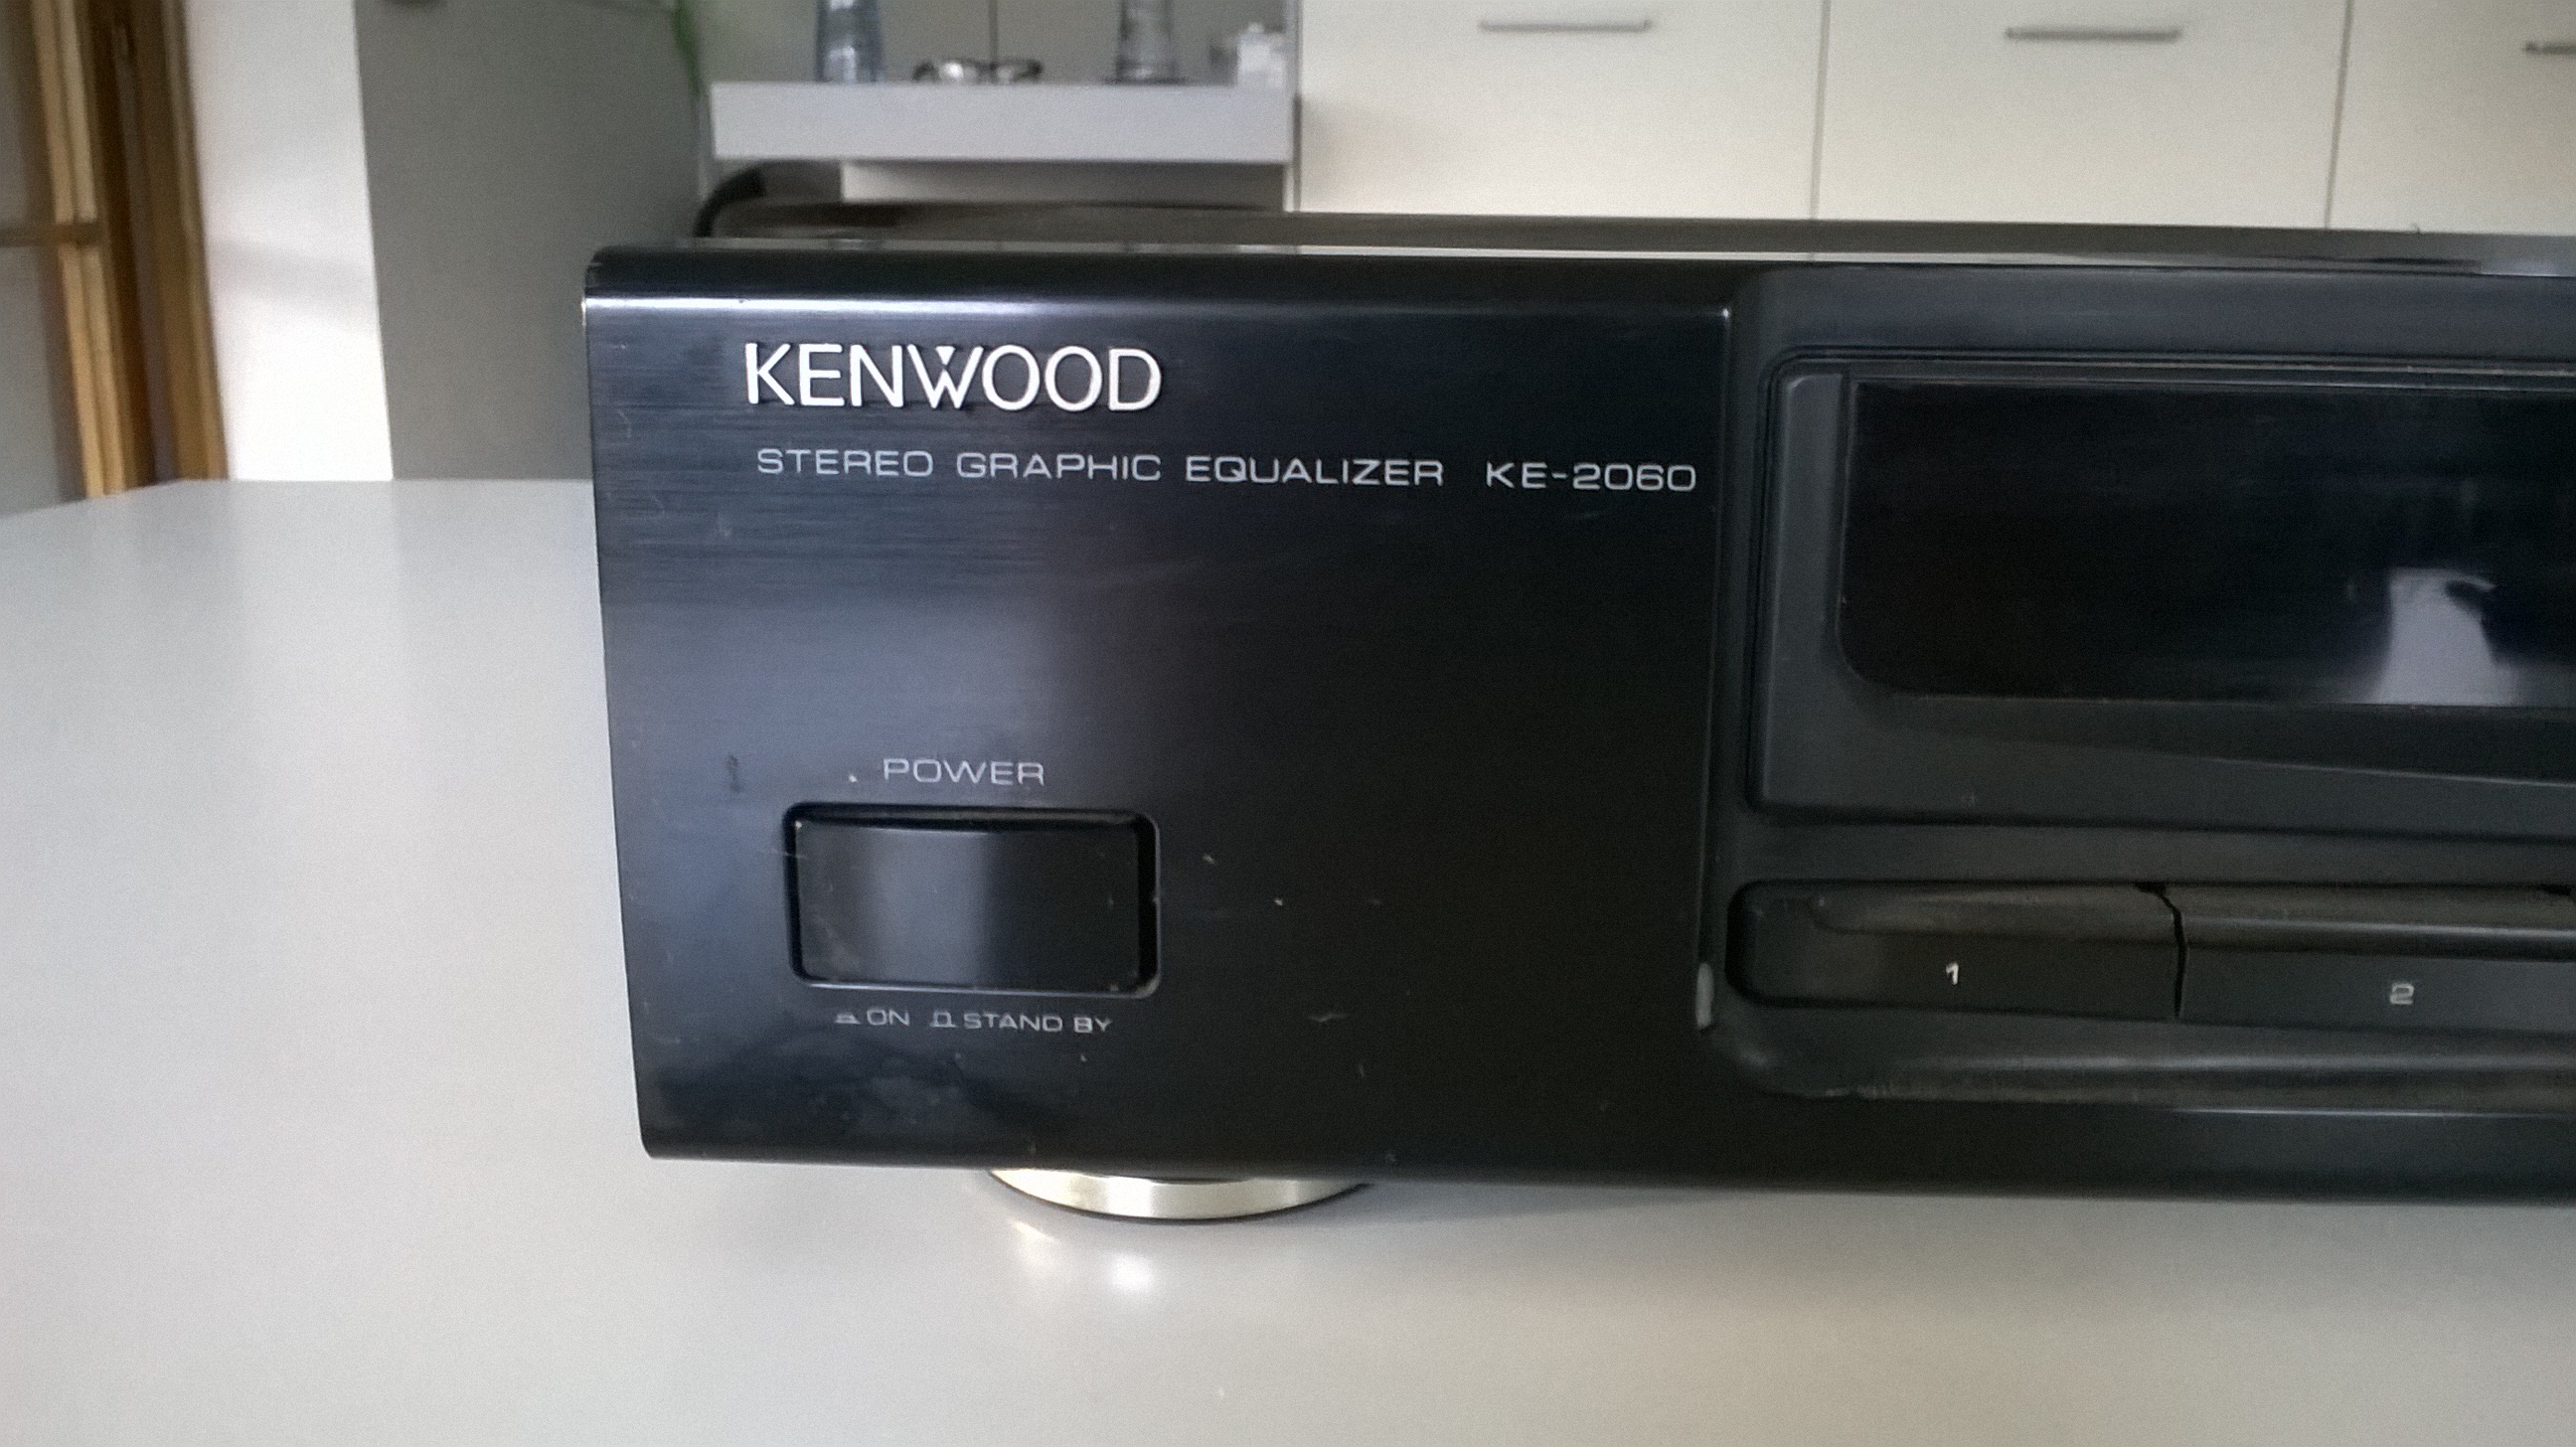 KENWOOD
STEREO GRAPHIC EQUALIZER KE-2060
POWER
ON STAND BY
1
2